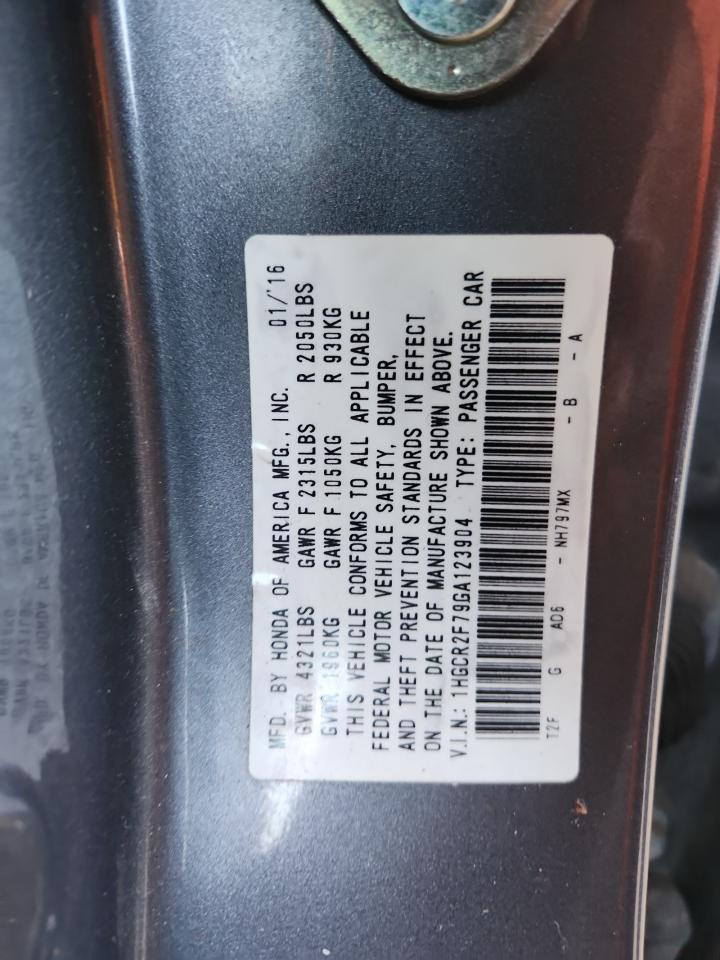 MFD. BY HONDA OF AMERICA MFG., INC. 01/'16
GVWR 4321LBS GAWR F 2315LBS R 2050LBS
GVWR 1960KG GAWR F 1050KG R 930KG
THIS VEHICLE CONFORMS TO ALL APPLICABLE
FEDERAL MOTOR VEHICLE SAFETY, BUMPER,
AND THEFT PREVENTION STANDARDS IN EFFECT
ON THE DATE OF MANUFACTURE SHOWN ABOVE.
V.I.N.: 1HGCR2F79GA123904 TYPE: PASSENGER CAR
T2F G AD6 - NH797MX - B - A